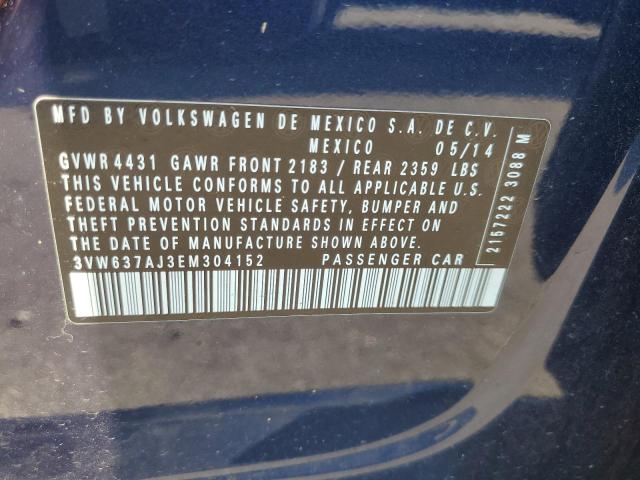 MFD BY VOLKSWAGEN DE MEXICO S.A. DE C.V.
MEXICO 05/14
GVWR 4431 GAWR FRONT 2183 / REAR 2359 LBS
THIS VEHICLE CONFORMS TO ALL APPLICABLE U.S.
FEDERAL MOTOR VEHICLE SAFETY, BUMPER AND
THEFT PREVENTION STANDARDS IN EFFECT ON
THE DATE OF MANUFACTURE SHOWN ABOVE.
3VW637AJ3EM304152 PASSENGER CAR
2157222 3088 M